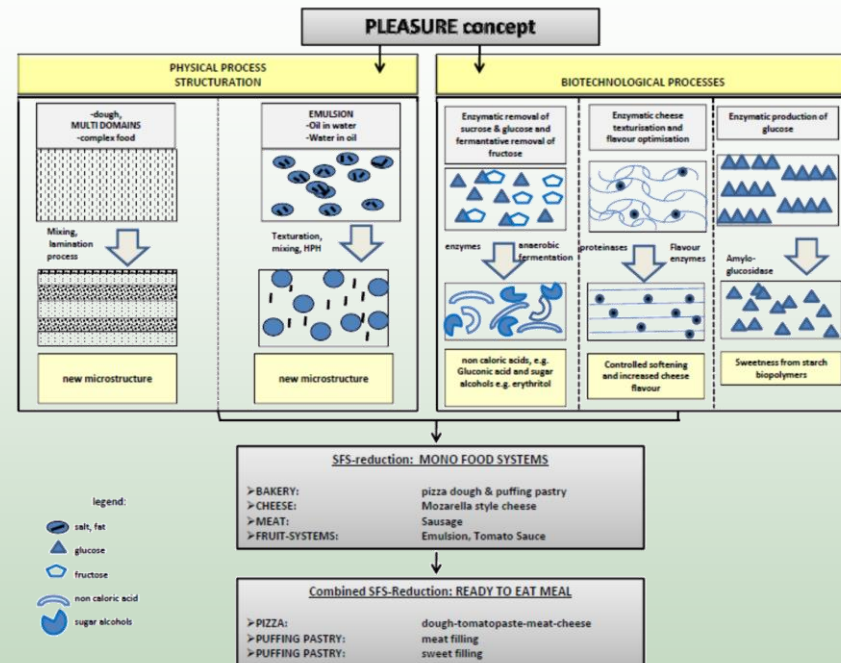 PLEASURE concept
PHYSICAL PROCESS
STRUCTURATION
-dough,
MULTI DOMAINS
-complex food
Mixing,
lamination
process
new microstructure
EMULSION
-Oil in water
-Water in oil
Texturation,
mixing, HPH
new microstructure
BIOTECHNOLOGICAL PROCESSES
Enzymatic removal of
sucrose & glucose and
fermantative removal of
fructose
enzymes
anaerobic
fermentation
non caloric acids, e.g.
Gluconic acid and sugar
alcohols e.g. erythritol
Enzymatic cheese
texturisation and
flavour optimisation
proteinases
Flavour
enzymes
Controlled softening
and increased cheese
flavour
Enzymatic production of
glucose
Amylo-
glucosidase
Sweetness from starch
biopolymers
SFS-reduction: MONO FOOD SYSTEMS
➢BAKERY: pizza dough & puffing pastry
➢CHEESE: Mozarella style cheese
➢MEAT: Sausage
➢FRUIT-SYSTEMS: Emulsion, Tomato Sauce
Combined SFS-Reduction: READY TO EAT MEAL
➢PIZZA: dough-tomatopaste-meat-cheese
➢PUFFING PASTRY: meat filling
➢PUFFING PASTRY: sweet filling
legend:
salt, fat
glucose
fructose
non caloric acid
sugar alcohols